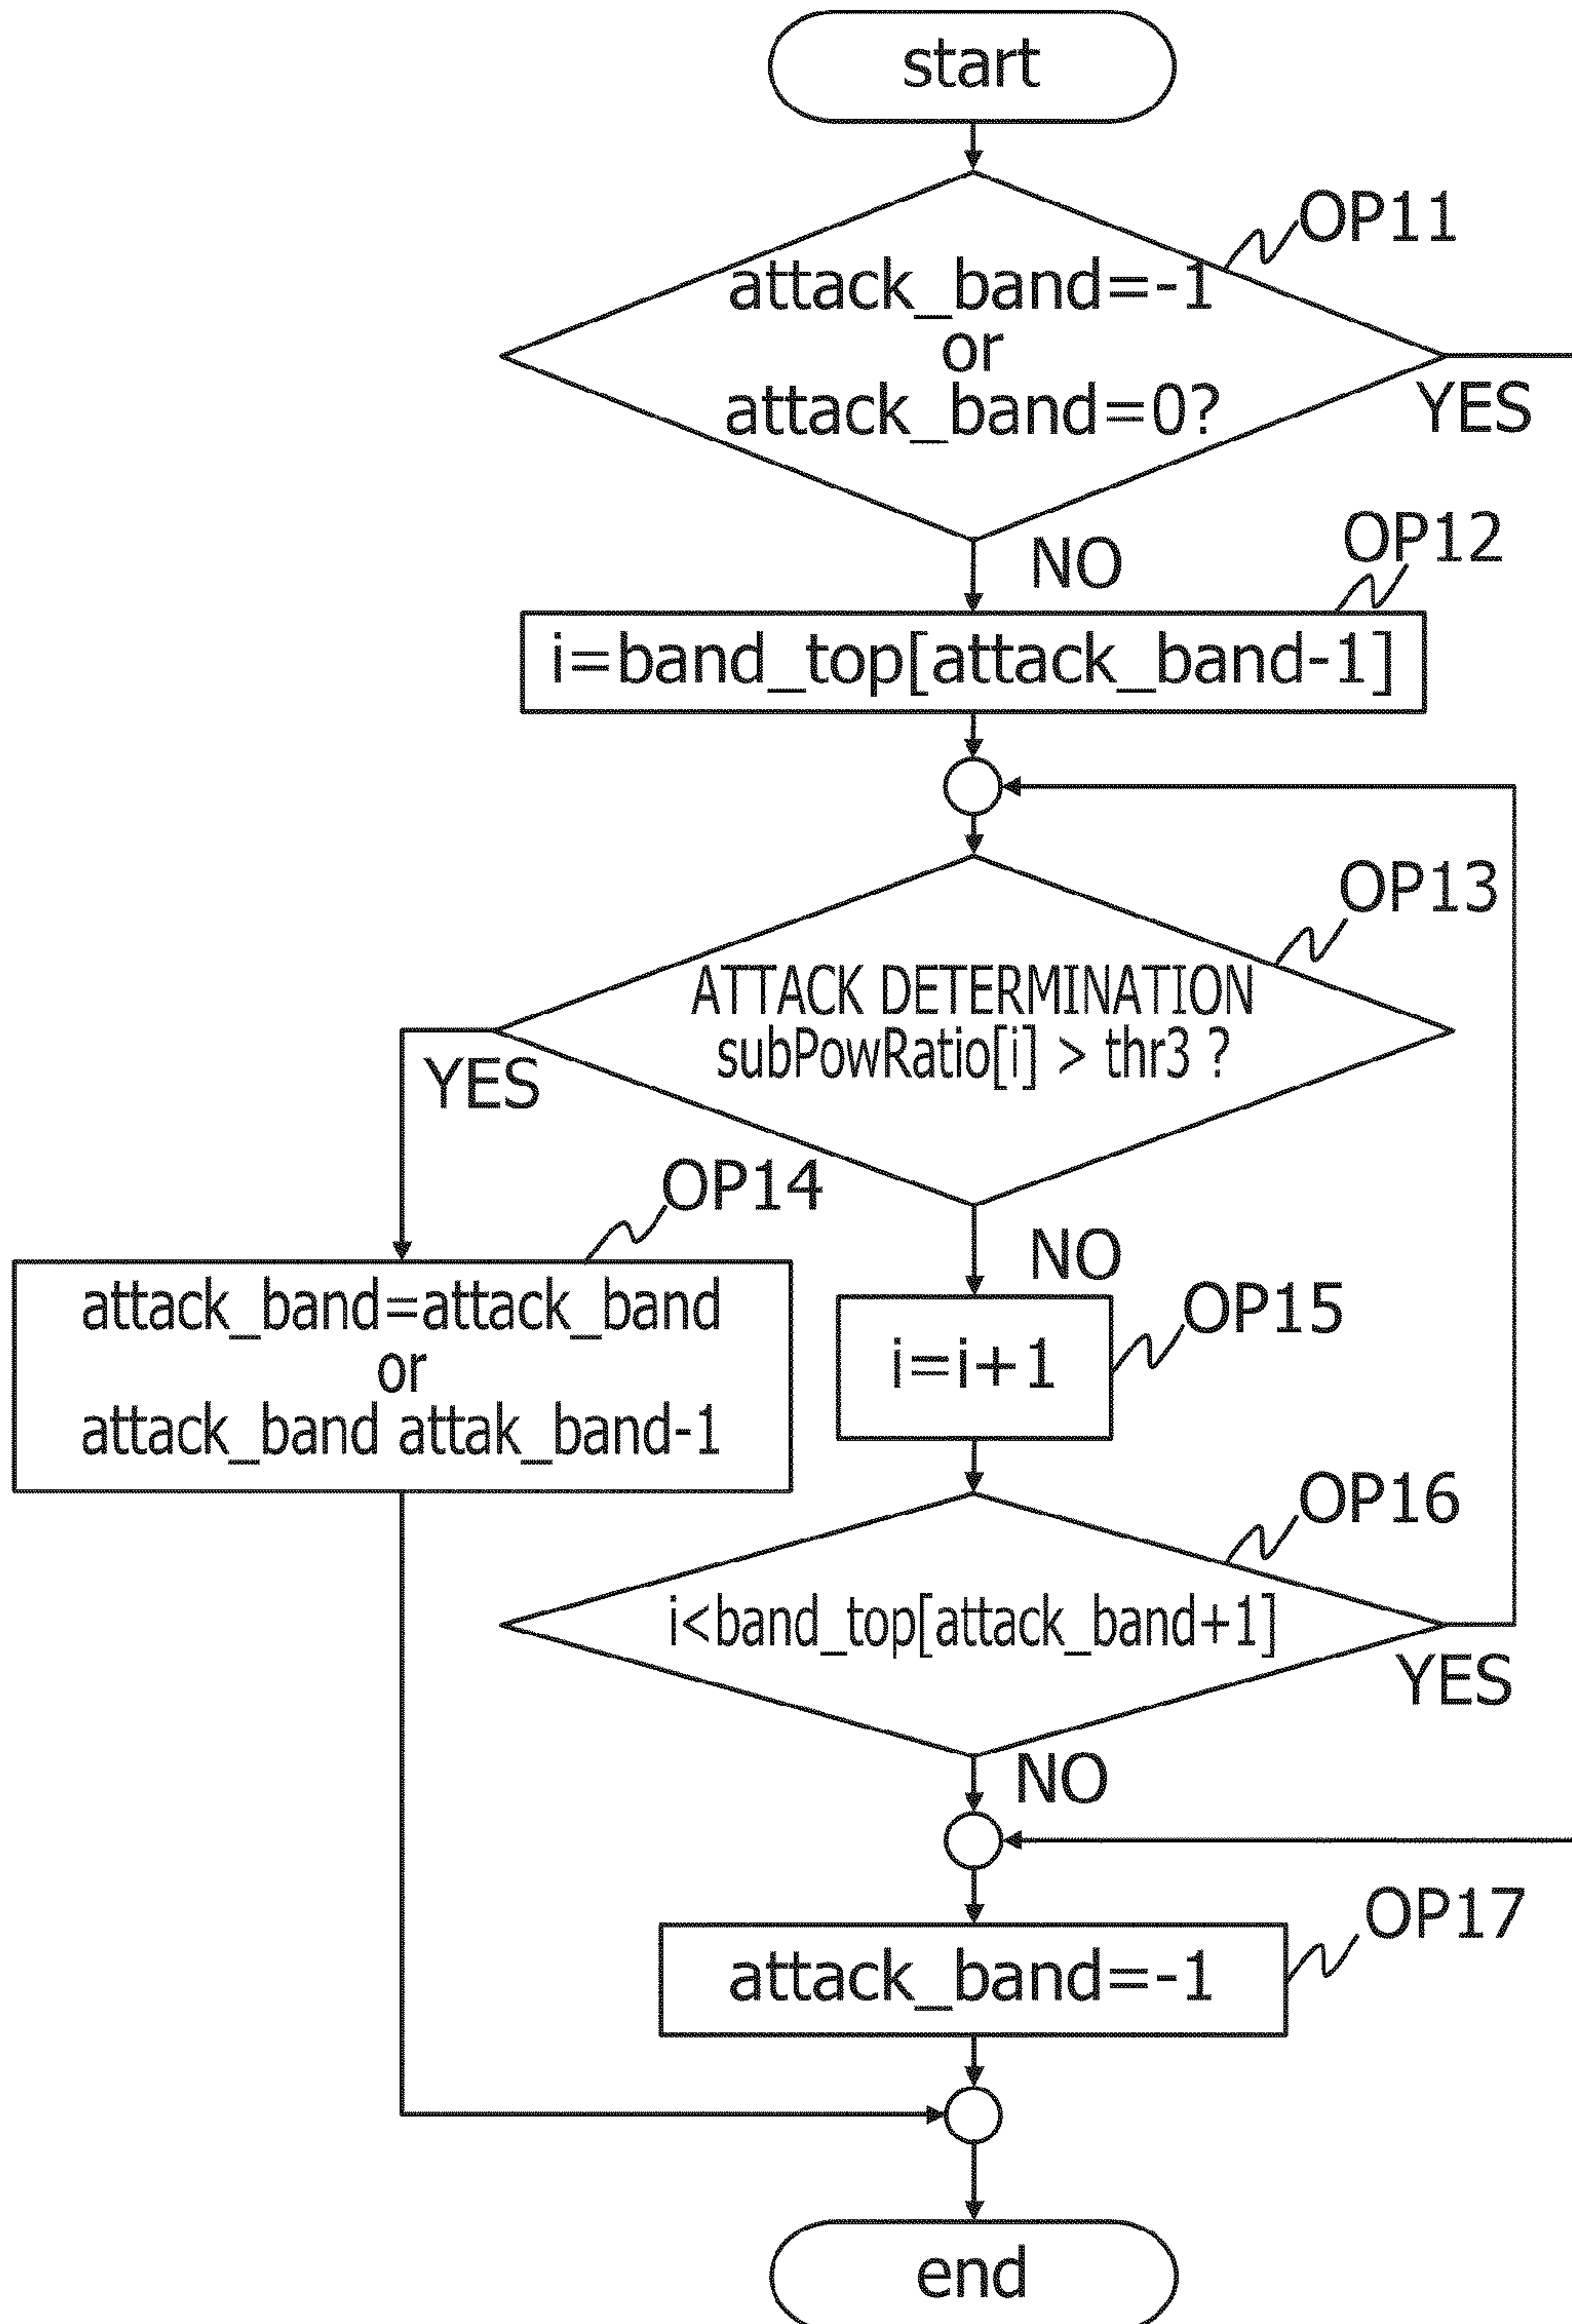 start
OP11
attack_band=-1
or
attack_band=0?
YES
NO
OP12
i=band_top[attack_band-1]
OP13
ATTACK DETERMINATION
subPowRatio[i] > thr3 ?
YES
OP14
NO
attack_band=attack_band
or
attack_band attak_band-1
OP15
i=i+1
OP16
i<band_top[attack_band+1]
YES
NO
OP17
attack_band=-1
end